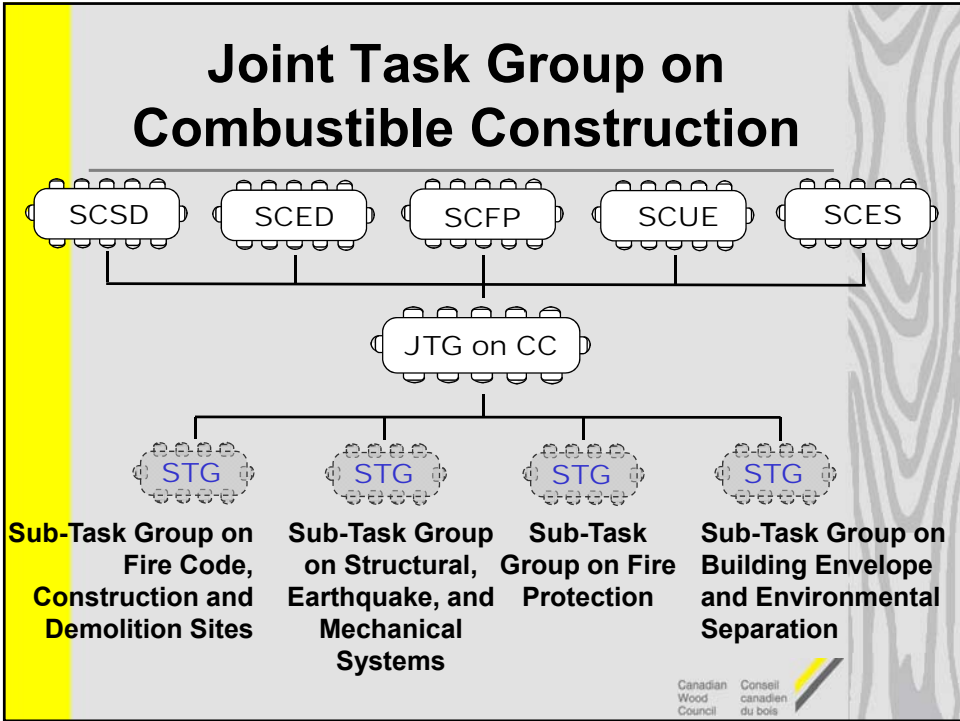 Joint Task Group on
Combustible Construction
SCSD
SCED
SCFP
SCUE
SCES
JTG on CC
STG
STG
STG
STG
Sub-Task Group on
Fire Code,
Construction and
Demolition Sites
Sub-Task Group
on Structural,
Earthquake, and
Mechanical
Systems
Sub-Task
Group on Fire
Protection
Sub-Task Group on
Building Envelope
and Environmental
Separation
Canadian
Wood
Council
Conseil
canadien
du bois